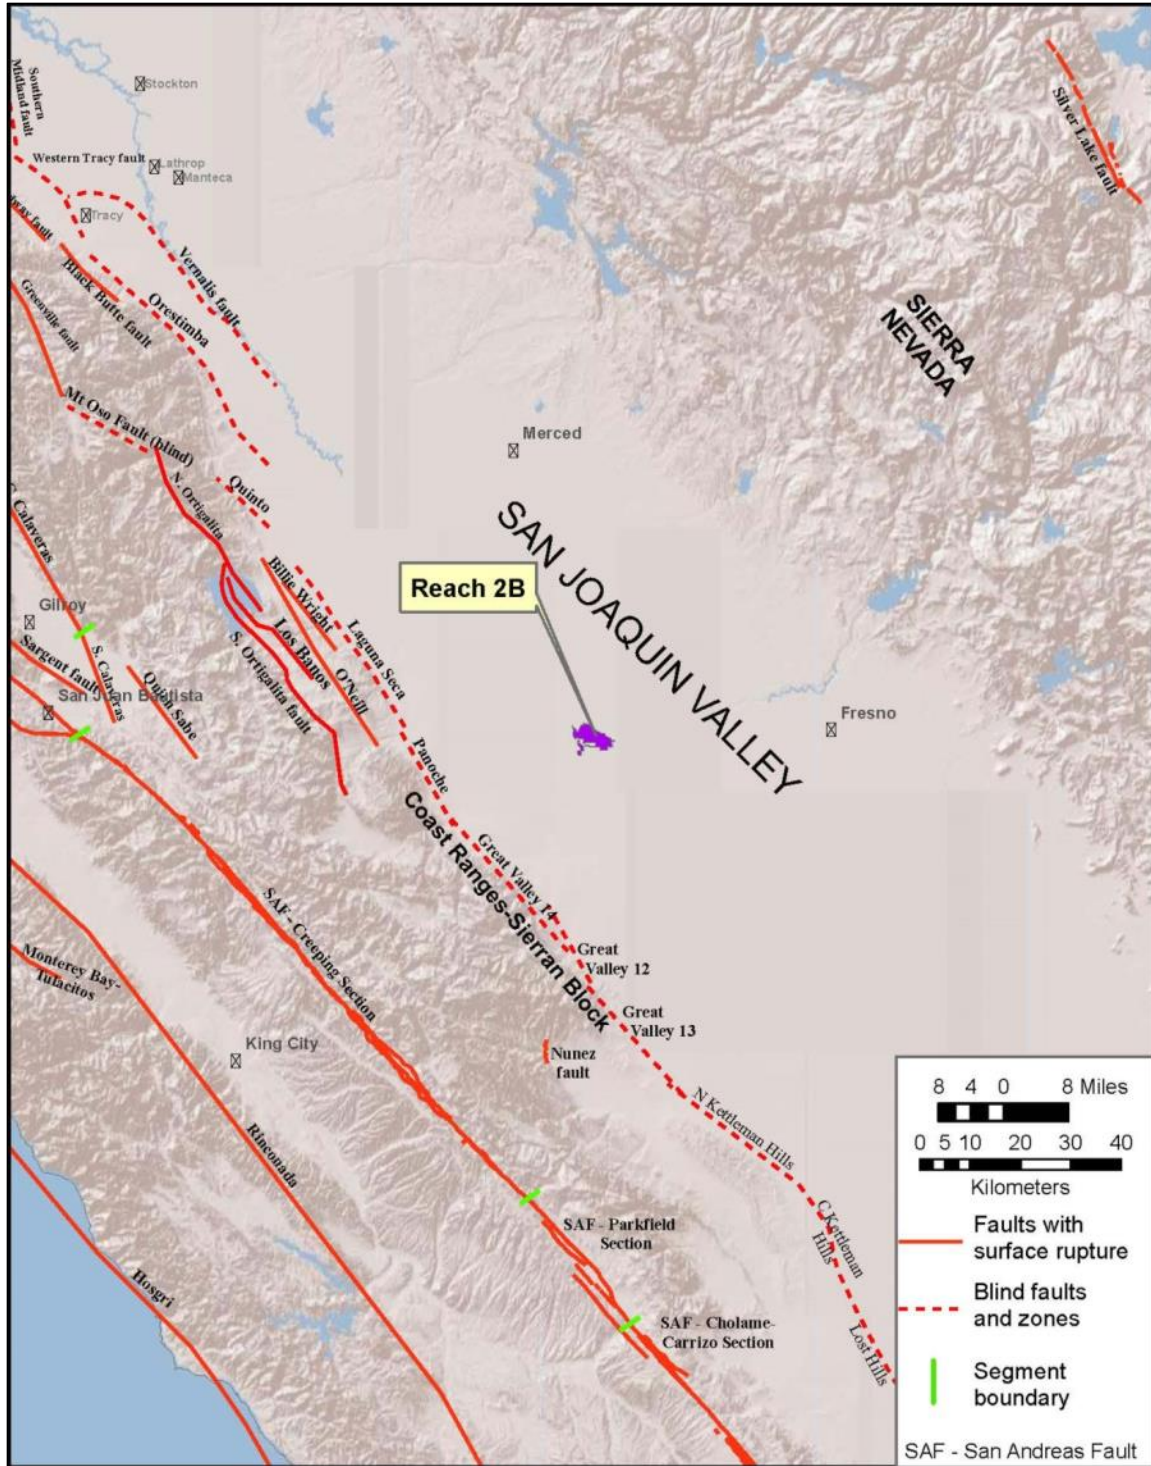 Southern
Midland fault
Stockton
Western Tracy fault
Lathrop
Manteca
Tracy
dway fault
Vernalis fault
Black Butte fault
Orestimba
Greenville fault
Silver Lake fault
SIERRA
NEVADA
Mt Oso Fault (blind)
Merced
N. Ortigalita
Quinto
Calaveras
SAN JOAQUIN VALLEY
Reach 2B
Billie Wright
Gilroy
Laguna Seca
Los Banos
O'Neill
S. Ortigalita fault
Sargent fault
S. Calaveras
San Juan Bautista
Quien Sabe
Fresno
Panoche
Coast Ranges-Sierran Block
Great Valley 14
SAF - Creeping Section
Great
Valley 12
Monterey Bay-
Tulacitos
Great
Valley 13
King City
Nunez
fault
N Kettleman Hills
Rinconada
C Kettleman
Hills
SAF - Parkfield
Section
Hosgri
SAF - Cholame-
Carrizo Section
Lost Hills
8 4 0 8 Miles
0 5 10 20 30 40
Kilometers
Faults with
surface rupture
Blind faults
and zones
Segment
boundary
SAF - San Andreas Fault